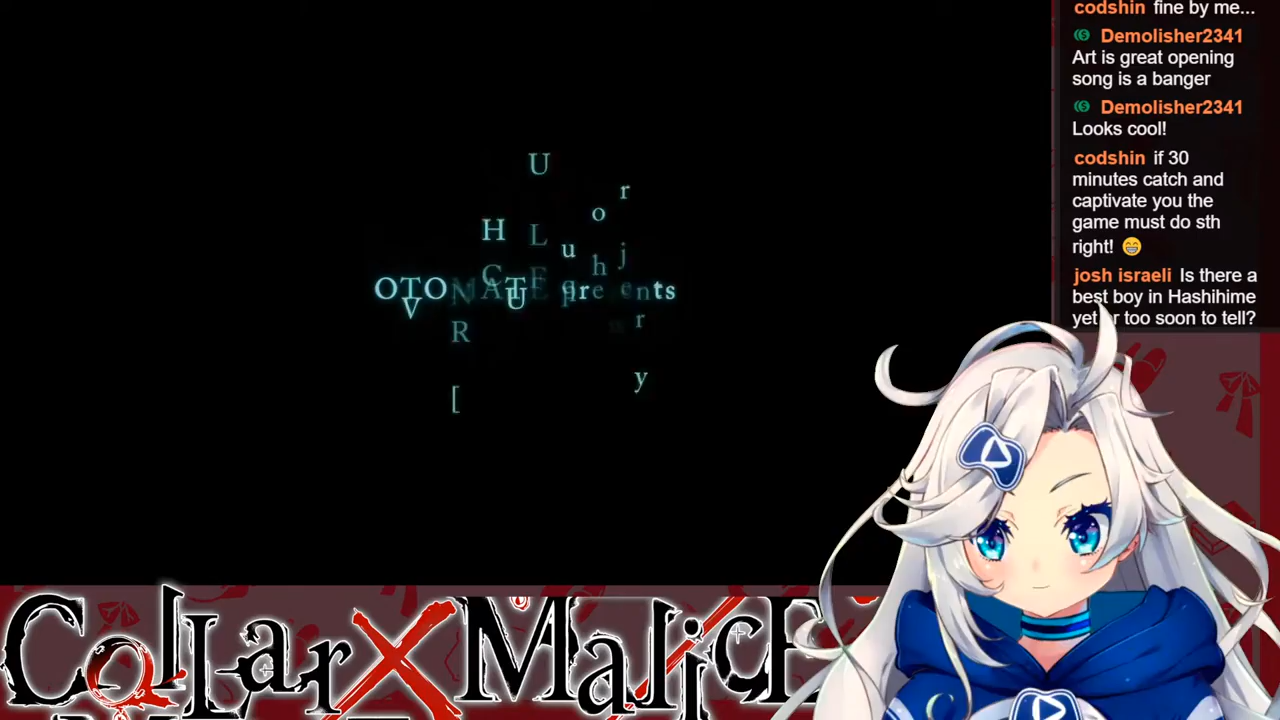 OTOMATE presents
Collar×Malice
codshin fine by me...
Demolisher2341
Art is great opening
song is a banger
Demolisher2341
Looks cool!
codshin if 30
minutes catch and
captivate you the
game must do sth
right! 😁
josh israeli Is there a
best boy in Hashihime
yet or too soon to tell?